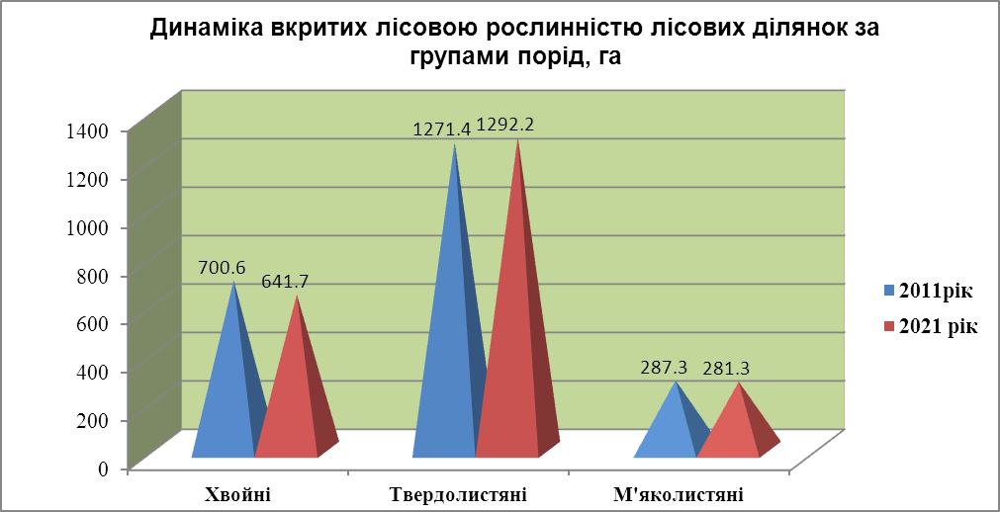 Динаміка вкритих лісовою рослинністю лісових ділянок за
групами порід, га
1400
1200
1000
800
600
400
200
0
700.6
641.7
1271.4
1292.2
287.3
281.3
Хвойні
Твердолистяні
М'яколистяні
2011рік
2021 рік